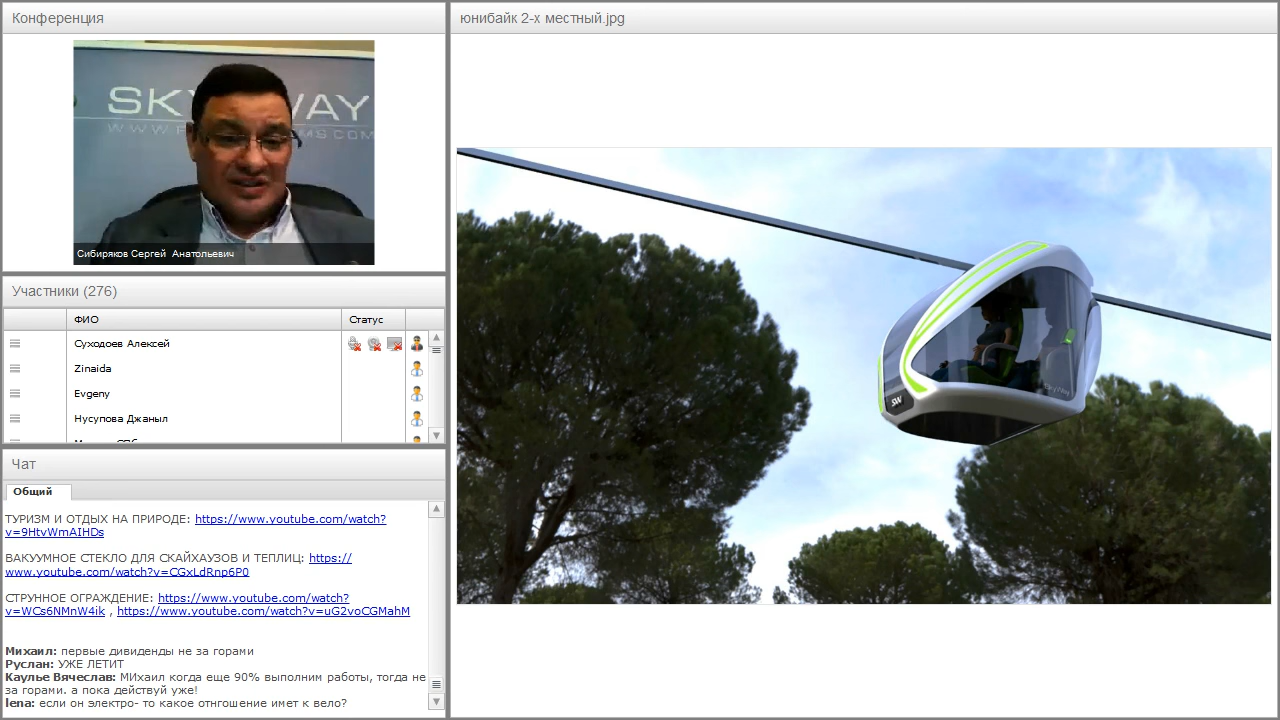 Конференция
юнибайк 2-х местный.jpg
SKY WAY
Сибиряков Сергей Анатольевич
Участники (276)
ФИО Статус
Суходоев Алексей
Zinaida
Evgeny
Нусупова Джаныл
Чат
Общий
ТУРИЗМ И ОТДЫХ НА ПРИРОДЕ: https://www.youtube.com/watch?
v=9HtvWmAIHDs
ВАКУУМНОЕ СТЕКЛО ДЛЯ СКАЙХАУЗОВ И ТЕПЛИЦ: https://
www.youtube.com/watch?v=CGxLdRnp6P0
СТРУННОЕ ОГРАЖДЕНИЕ: https://www.youtube.com/watch?
v=WCs6NMnW4ik , https://www.youtube.com/watch?v=uG2voCGMahM
Михаил: первые дивиденды не за горами
Руслан: УЖЕ ЛЕТИТ
Каулье Вячеслав: МИхаил когда еще 90% выполним работы, тогда не
за горами. а пока действуй уже!
lena: если он электро- то какое отнгошение имет к вело?
SW
SkyWay